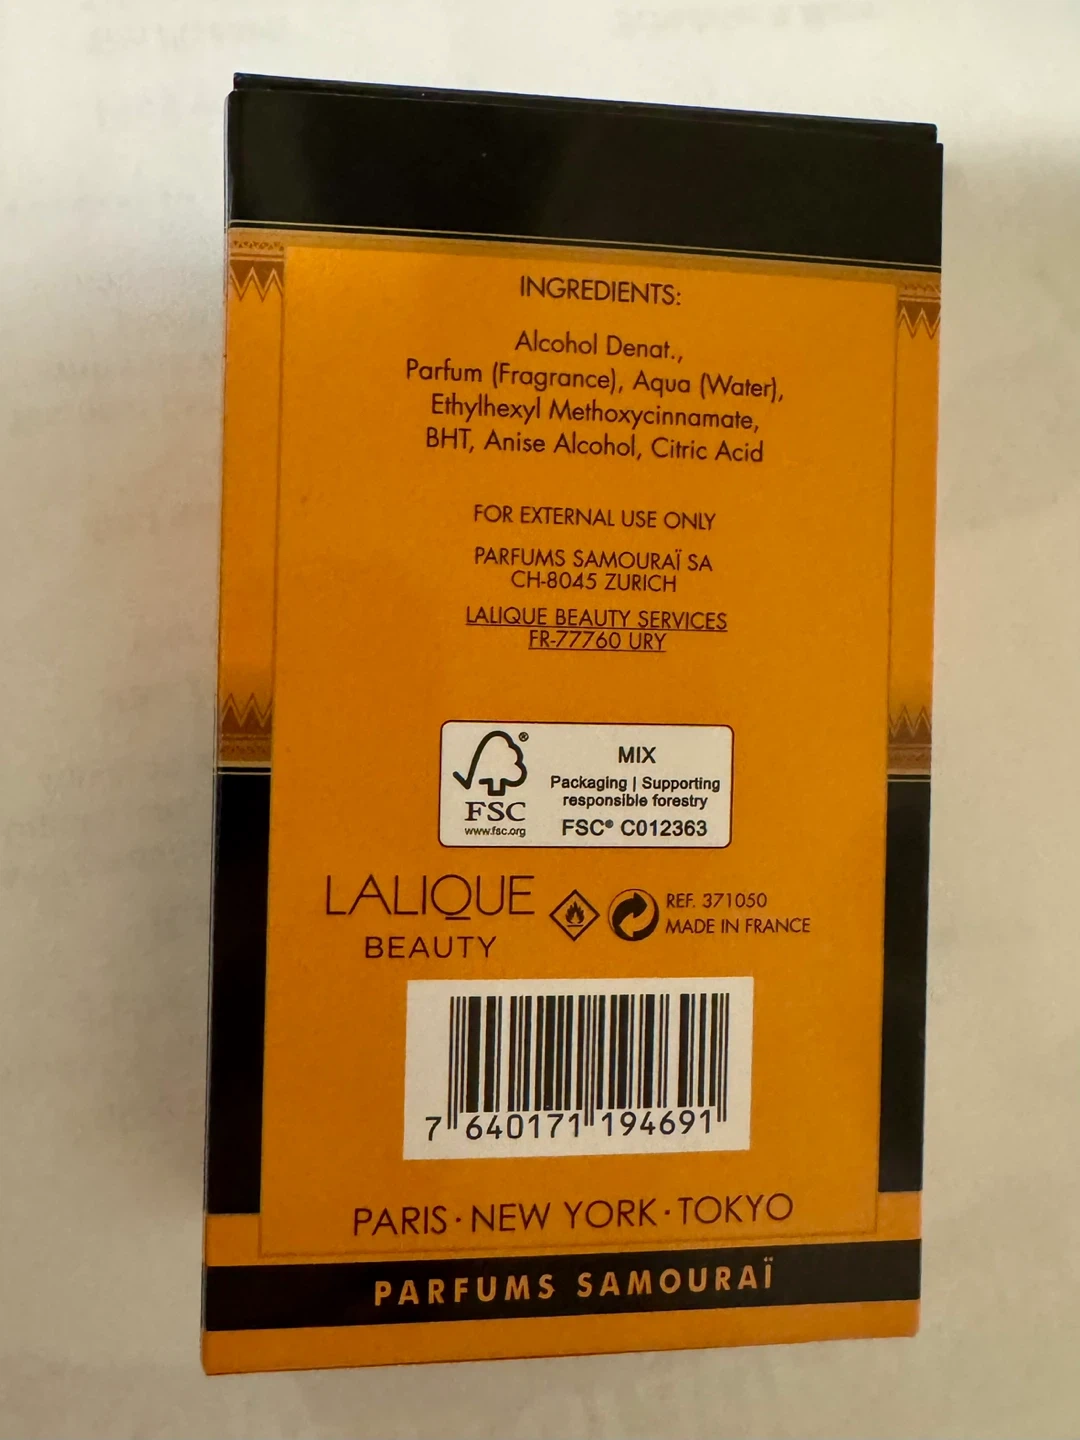 INGREDIENTS:
Alcohol Denat.,
Parfum (Fragrance), Aqua (Water),
Ethylhexyl Methoxycinnamate,
BHT, Anise Alcohol, Citric Acid
FOR EXTERNAL USE ONLY
PARFUMS SAMOURAÏ SA
CH-8045 ZURICH
LALIQUE BEAUTY SERVICES
FR-77760 URY
FSC®
www.fsc.org
MIX
Packaging | Supporting
responsible forestry
FSC® C012363
LALIQUE
BEAUTY
REF. 371050
MADE IN FRANCE
7 640171 194691
PARIS · NEW YORK · TOKYO
PARFUMS SAMOURAÏ